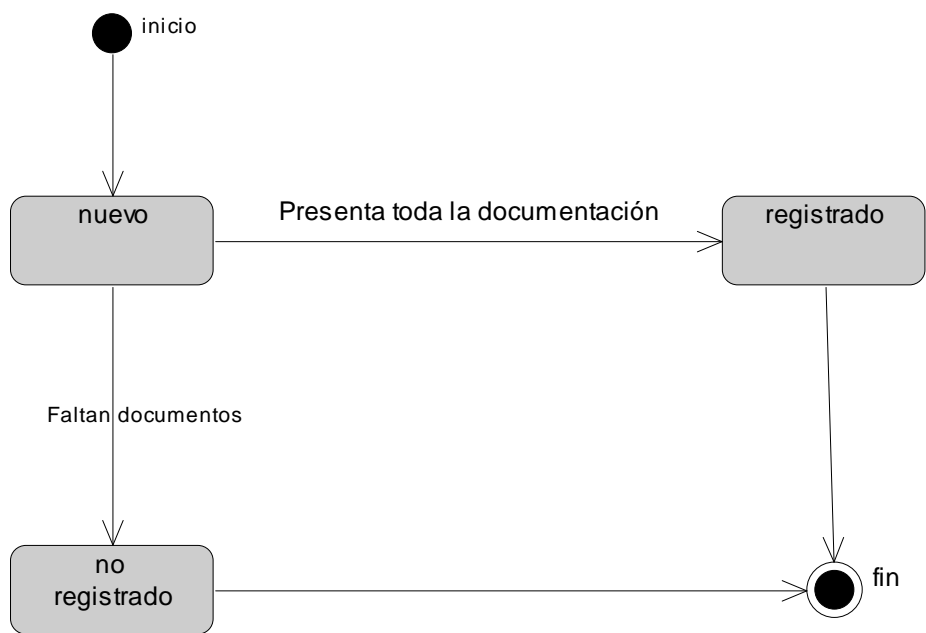 inicio
nuevo
Presenta toda la documentación
registrado
Faltan documentos
no
registrado
fin